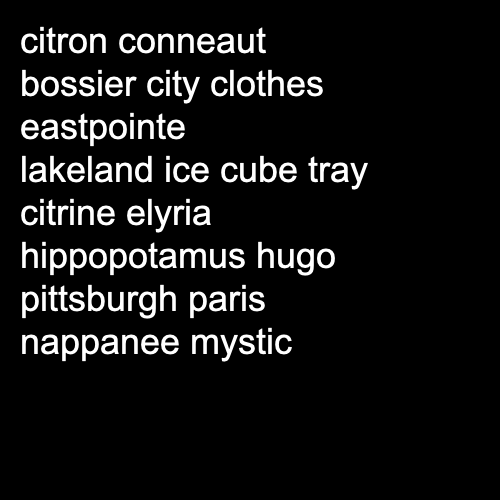 citron conneaut
bossier city clothes
eastpointe
lakeland ice cube tray
citrine elyria
hippopotamus hugo
pittsburgh paris
nappanee mystic